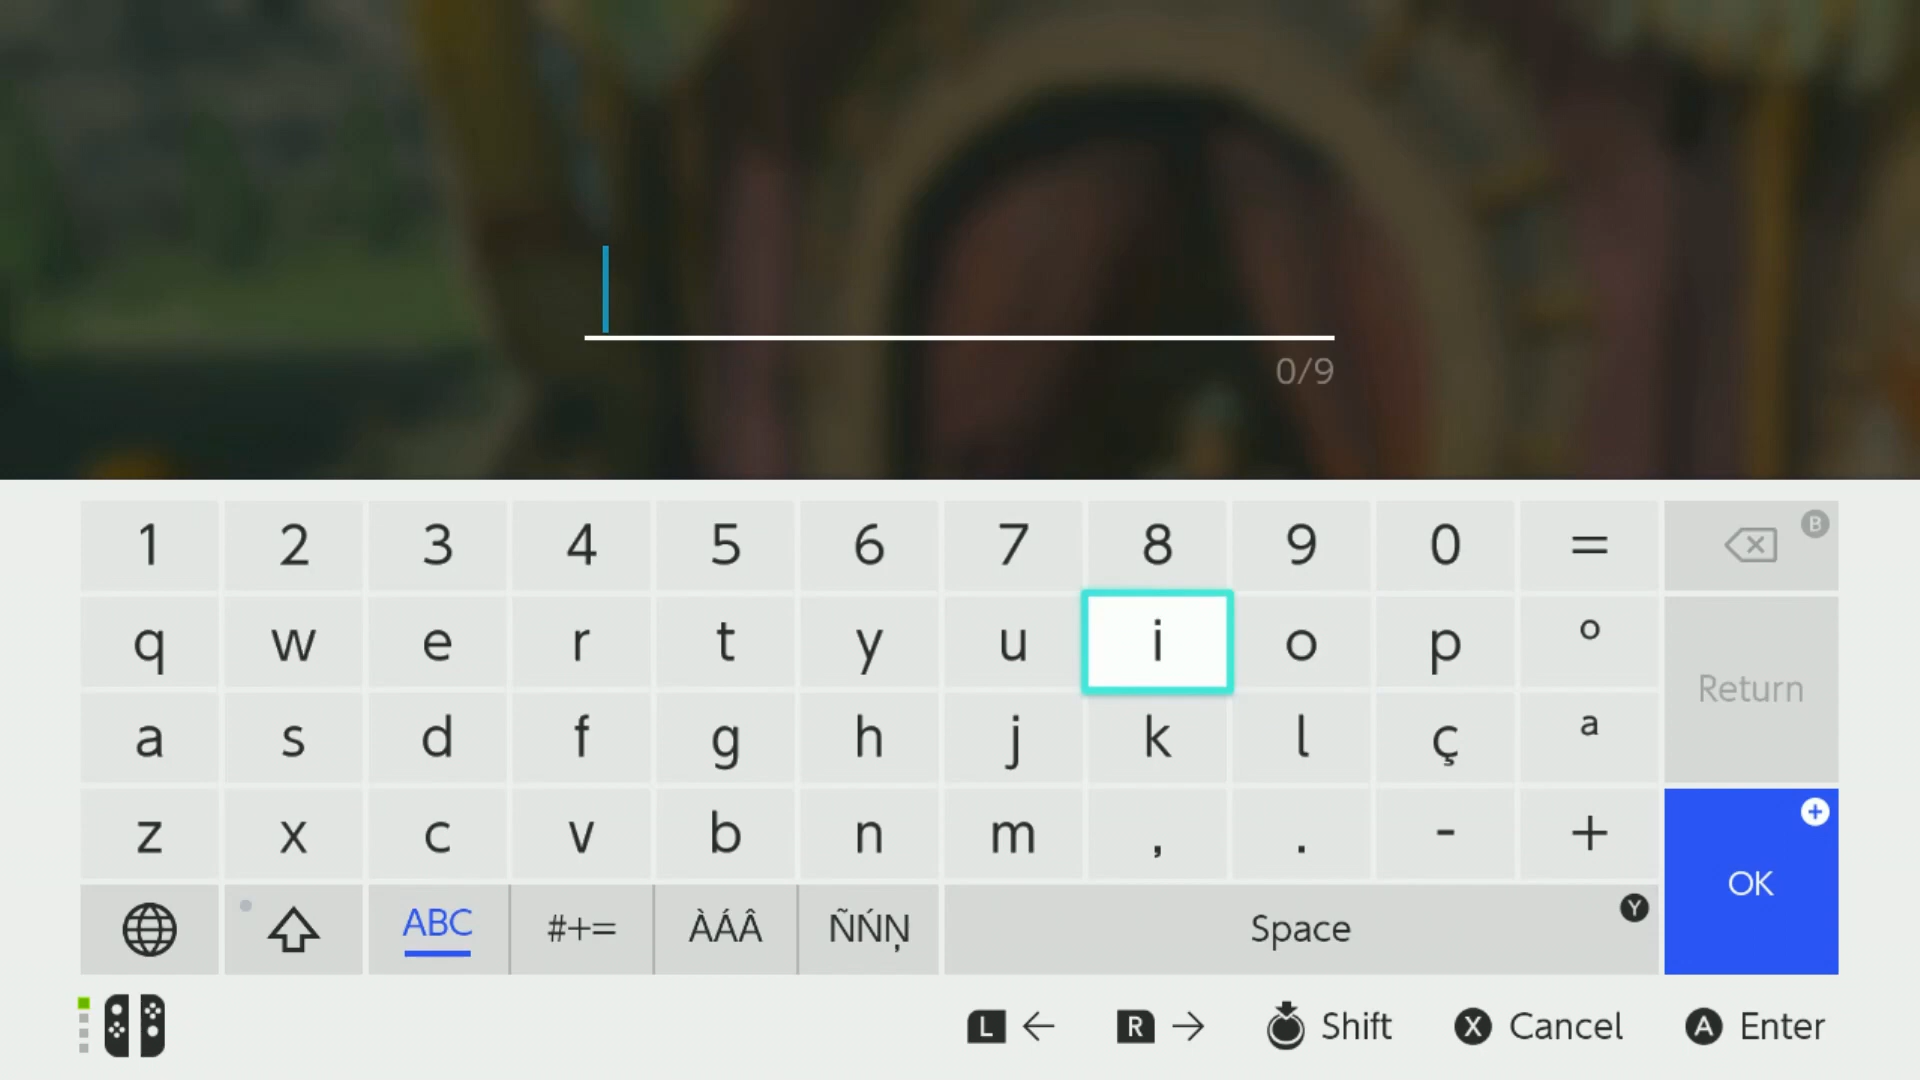 0/9
1 2 3 4 5 6 7 8 9 0 = B
q w e r t y u i o p º
a s d f g h j k l ç ª
Return
z x c v b n m , . - +
OK
ABC #+= ÀÁÂ ÑŃŅ Space Y
L ← R → Shift X Cancel A Enter